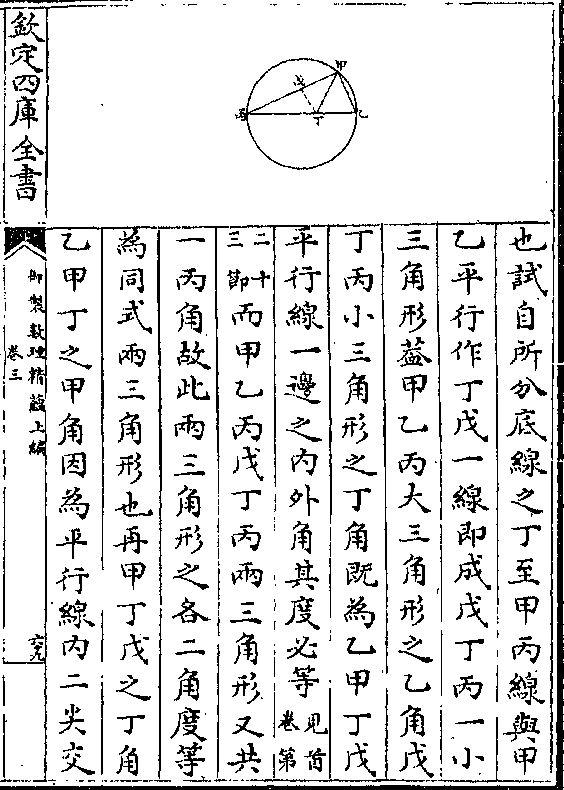 甲
戊
丙 丁 乙
也試自所分底線之丁至甲丙線與甲
乙平行作丁戊一線即成戊丁丙一小
三角形葢甲乙丙大三角形之乙角戊
丁丙小三角形之丁角既為乙甲丁戊
平行線一邊之内外角其度必等見首卷第
二十三節而甲乙丙戊丁丙兩三角形又共
一丙角故此兩三角形之各二角度等
為同式兩三角形也再甲丁戊之丁角
乙甲丁之甲角因為平行線内二尖交
欽定四庫全書
御製數理精藴上編
卷三
六九